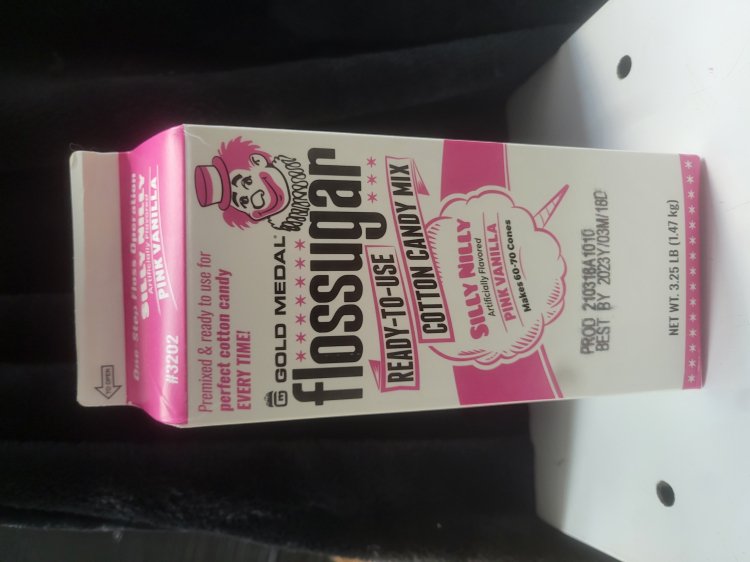 TO OPEN
One Step Floss Operation
SILLY NILLY
Artificially Flavored
PINK VANILLA
#3202
Premixed & ready to use for
perfect cotton candy
EVERY TIME!
GOLD MEDAL®
flossugar
READY-TO-USE
COTTON CANDY MIX
SILLY NILLY
Artificially Flavored
PINK VANILLA
Makes 60-70 Cones
PROD 210318A1010
BEST BY 2023Y/03M/18D
NET WT. 3.25 LB (1.47 kg)